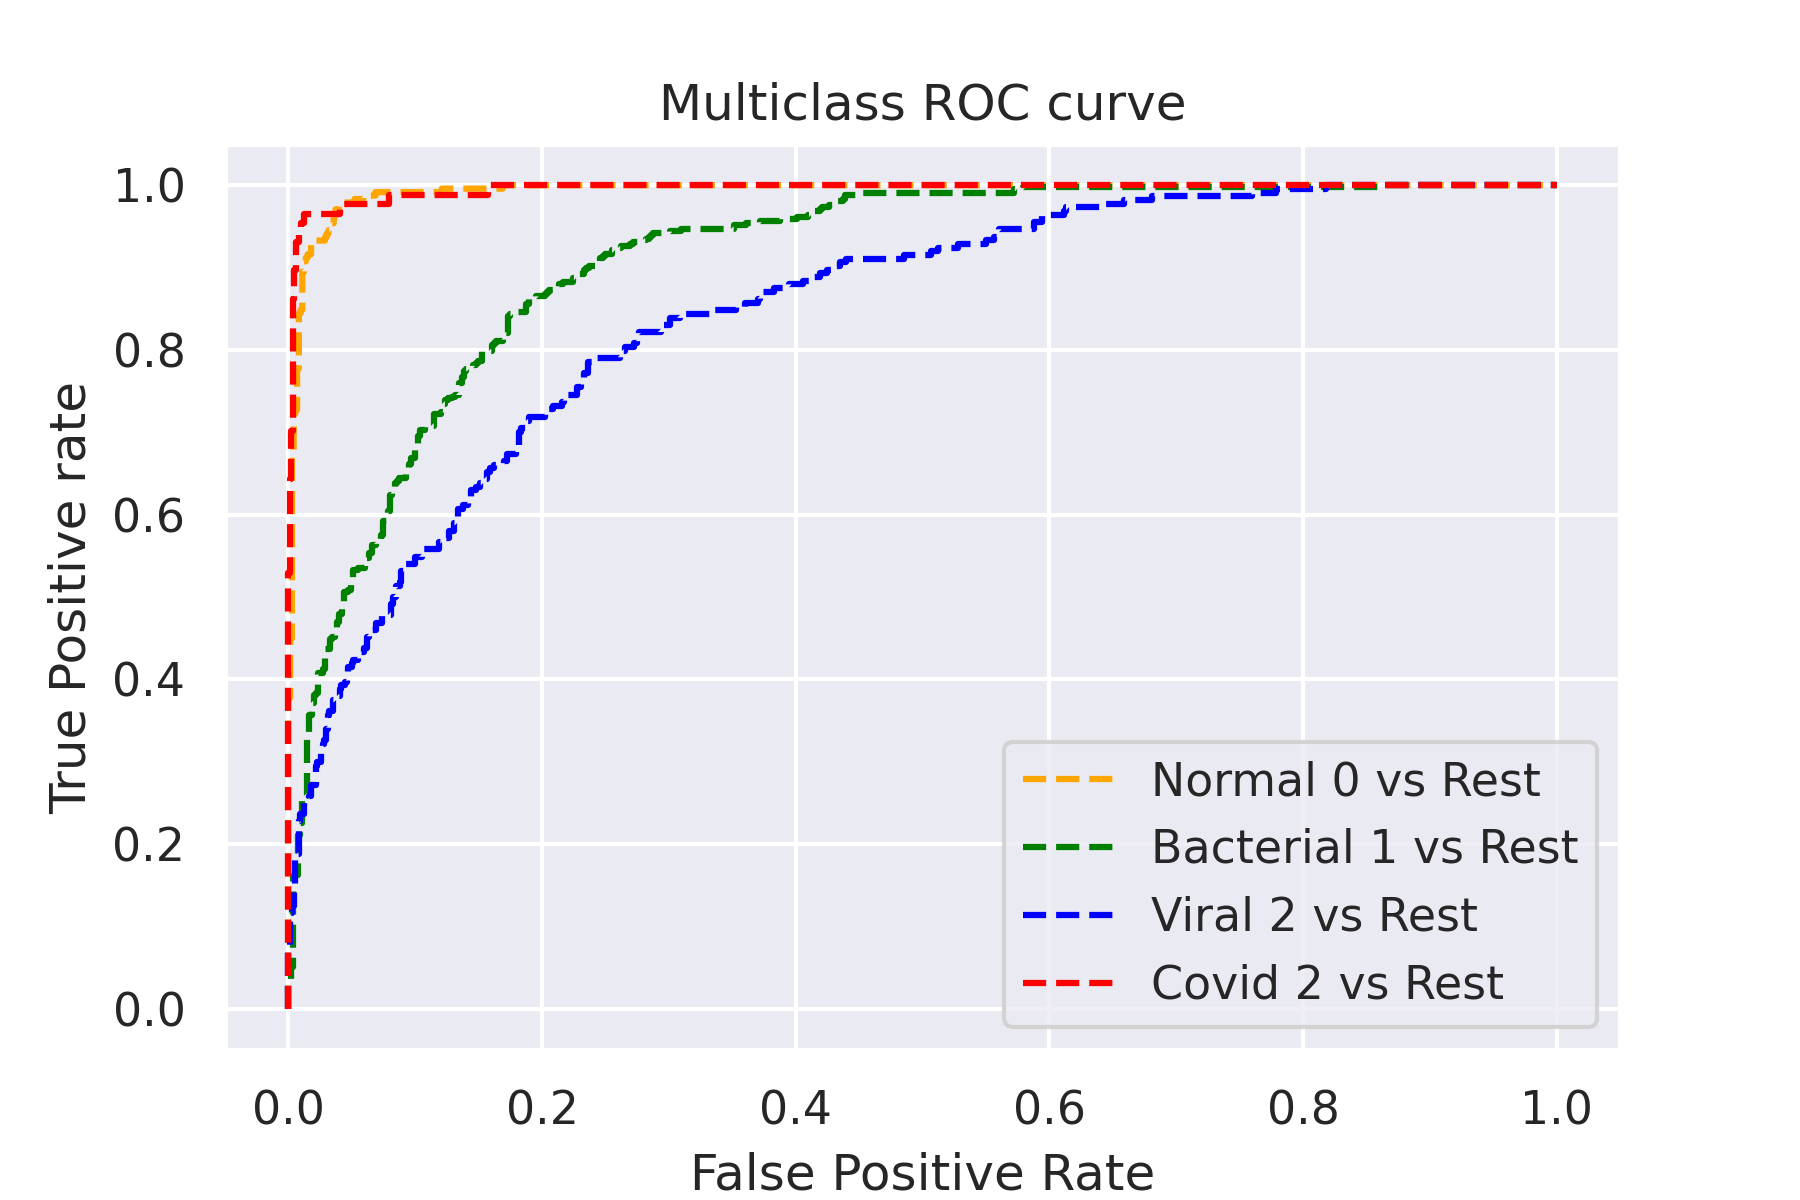 Multiclass ROC curve
True Positive rate
1.0
0.8
0.6
0.4
0.2
0.0
Normal 0 vs Rest
Bacterial 1 vs Rest
Viral 2 vs Rest
Covid 2 vs Rest
0.0 0.2 0.4 0.6 0.8 1.0
False Positive Rate